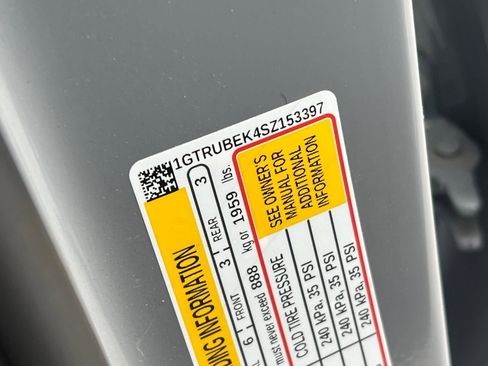 1GTRUBEK4SZ153397
ING INFORMATION
6 FRONT 3 REAR 3
must never exceed 888 kg or 1959 lbs.
SEE OWNER'S
MANUAL FOR
ADDITIONAL
INFORMATION
COLD TIRE PRESSURE
240 kPa, 35 PSI
240 kPa, 35 PSI
240 kPa, 35 PSI